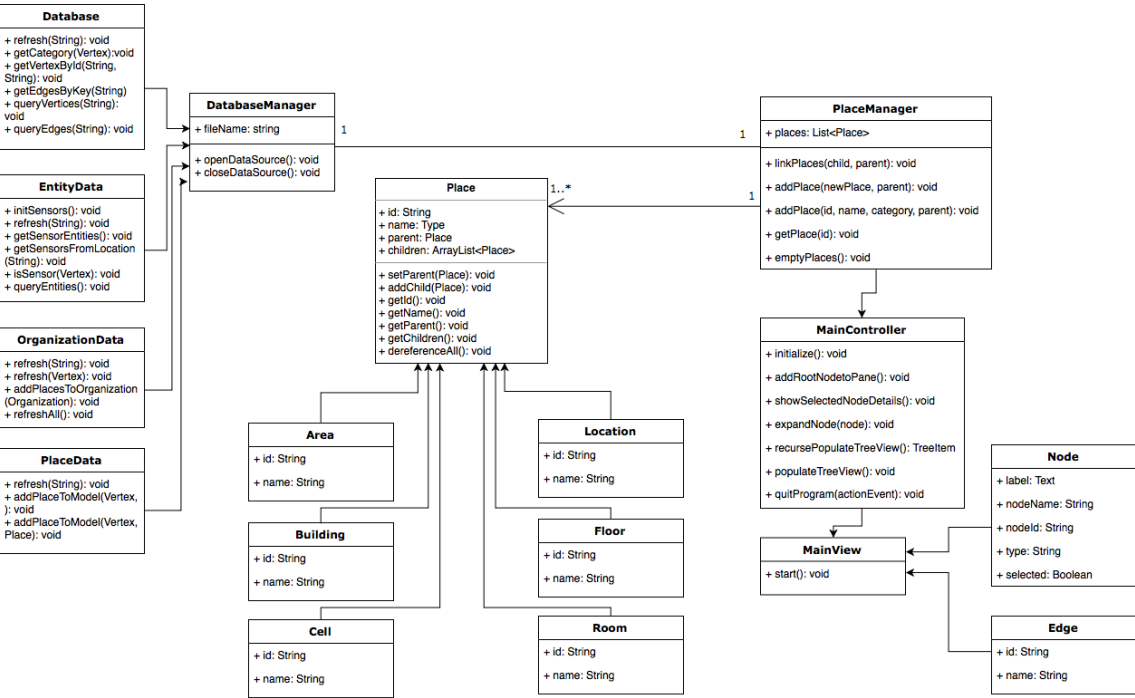 Database
+ refresh(String): void
+ getCategory(Vertex):void
+ getVertexById(String,
String): void
+ getEdgesByKey(String)
+ queryVertices(String):
void
+ queryEdges(String): void
EntityData
+ initSensors(): void
+ refresh(String): void
+ getSensorEntities(): void
+ getSensorsFromLocation
(String): void
+ isSensor(Vertex): void
+ queryEntities(): void
OrganizationData
+ refresh(String): void
+ refresh(Vertex): void
+ addPlacesToOrganization
(Organization): void
+ refreshAll(): void
PlaceData
+ refresh(String): void
+ addPlaceToModel(Vertex,
): void
+ addPlaceToModel(Vertex,
Place): void
DatabaseManager
+ fileName: string
+ openDataSource(): void
+ closeDataSource(): void
1
1
Place
+ id: String
+ name: Type
+ parent: Place
+ children: ArrayList<Place>
+ setParent(Place): void
+ addChild(Place): void
+ getId(): void
+ getName(): void
+ getParent(): void
+ getChildren(): void
+ dereferenceAll(): void
1..*
1
PlaceManager
+ places: List<Place>
+ linkPlaces(child, parent): void
+ addPlace(newPlace, parent): void
+ addPlace(id, name, category, parent): void
+ getPlace(id): void
+ emptyPlaces(): void
MainController
+ initialize(): void
+ addRootNodetoPane(): void
+ showSelectedNodeDetails(): void
+ expandNode(node): void
+ recursePopulateTreeView(): TreeItem
+ populateTreeView(): void
+ quitProgram(actionEvent): void
MainView
+ start(): void
Node
+ label: Text
+ nodeName: String
+ nodeId: String
+ type: String
+ selected: Boolean
Edge
+ id: String
+ name: String
Area
+ id: String
+ name: String
Building
+ id: String
+ name: String
Cell
+ id: String
+ name: String
Location
+ id: String
+ name: String
Floor
+ id: String
+ name: String
Room
+ id: String
+ name: String